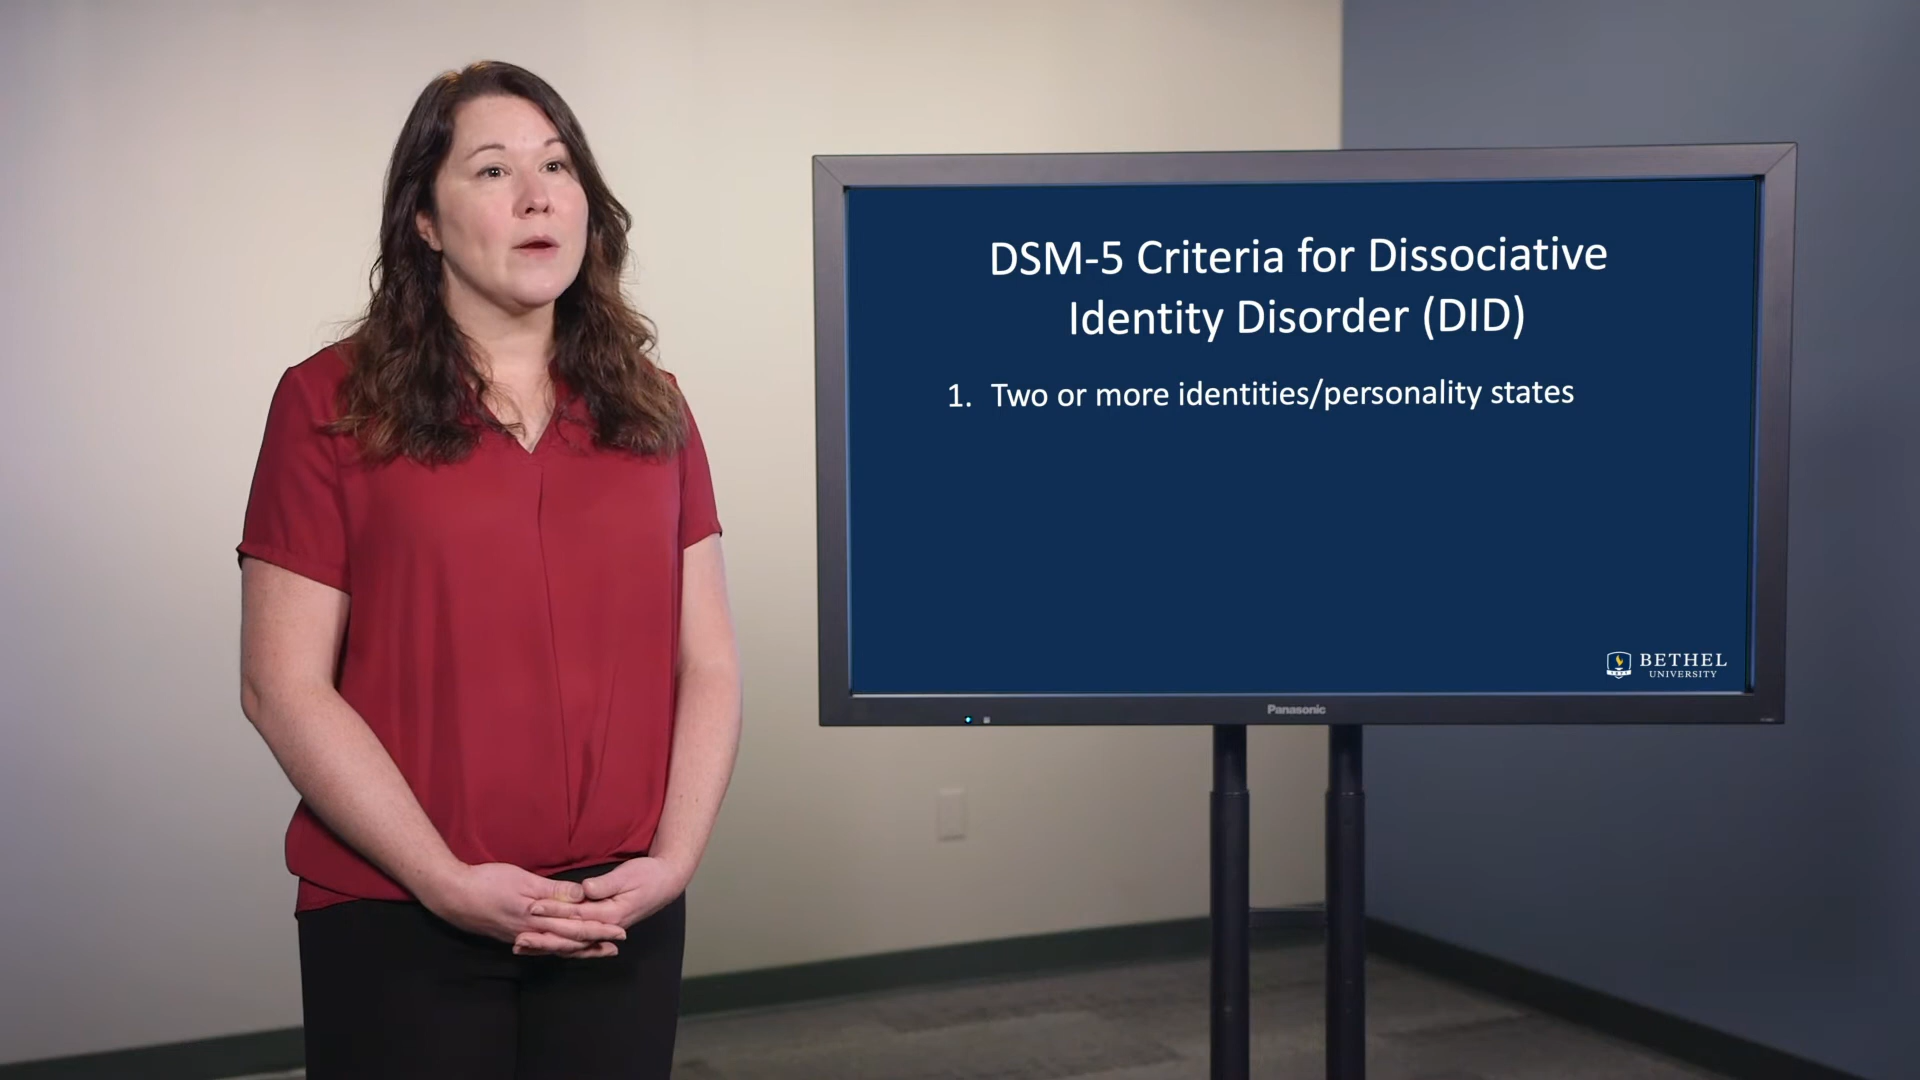 DSM-5 Criteria for Dissociative
Identity Disorder (DID)
1. Two or more identities/personality states
BETHEL
UNIVERSITY
Panasonic